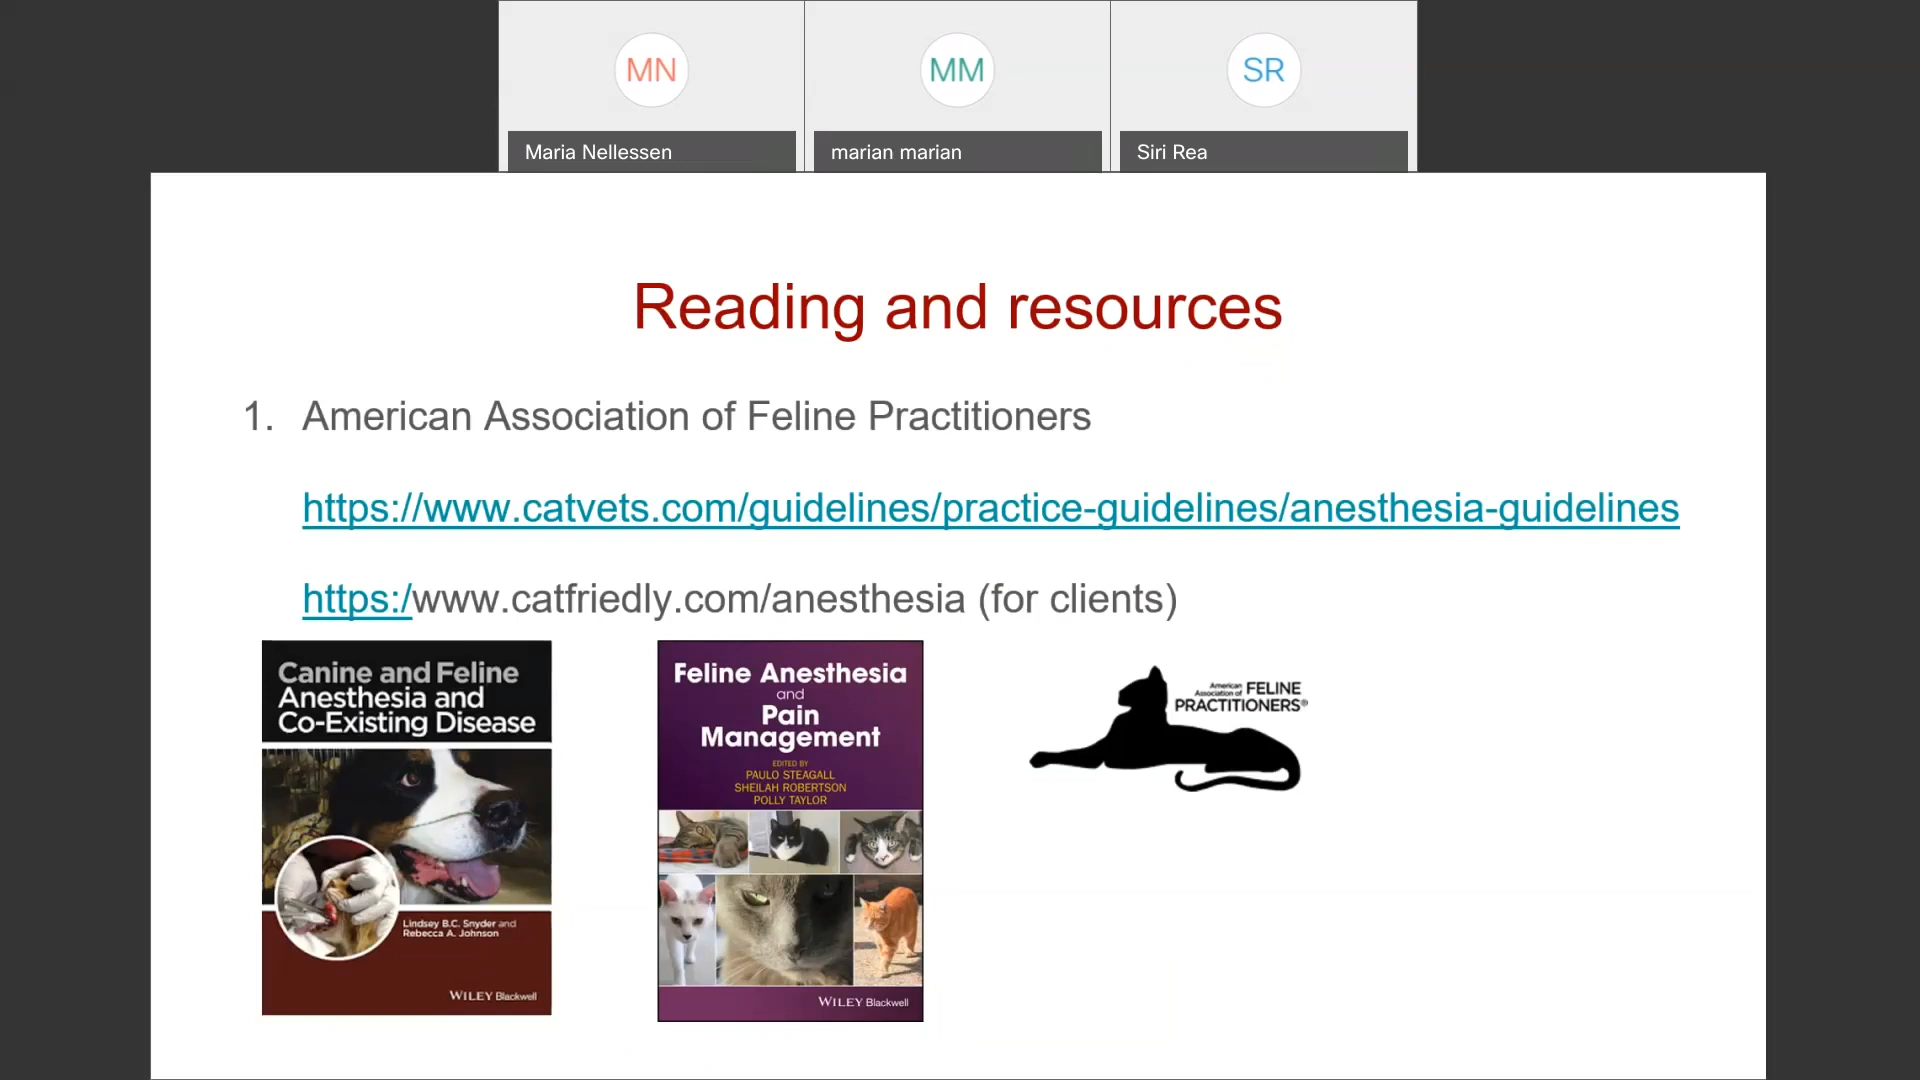 MN
MM
SR
Maria Nellessen
marian marian
Siri Rea
Reading and resources
1. American Association of Feline Practitioners
https://www.catvets.com/guidelines/practice-guidelines/anesthesia-guidelines
https:/www.catfriedly.com/anesthesia (for clients)
Canine and Feline
Anesthesia and
Co-Existing Disease
Lindsey B.C. Snyder and
Rebecca A. Johnson
WILEY Blackwell
Feline Anesthesia
and
Pain
Management
EDITED BY
PAULO STEAGALL
SHEILAH ROBERTSON
POLLY TAYLOR
WILEY Blackwell
American
Association of FELINE
PRACTITIONERS®